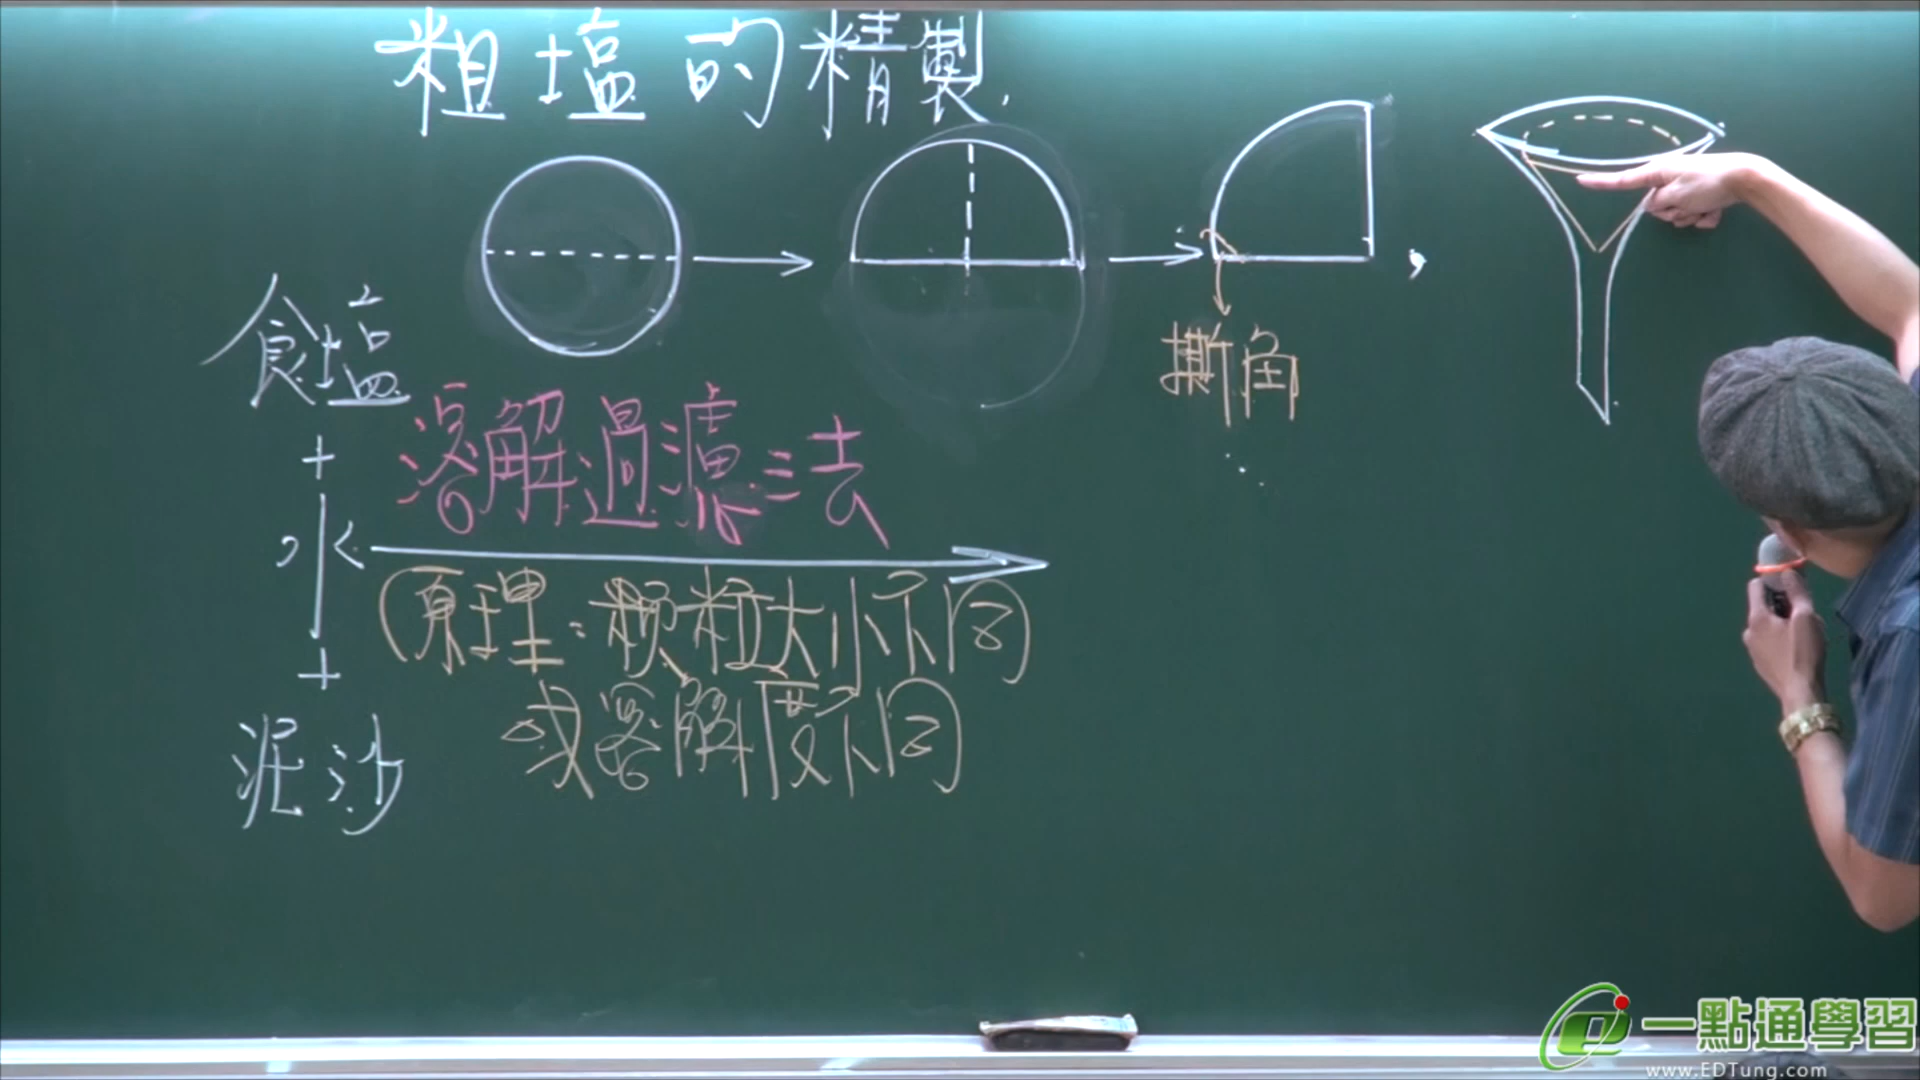 粗塩的精製.
撕角
食塩
+
水
+
泥沙
溶解過濾法
(原理:顆粒大小不同
或溶解度不同)
一點通學習
www.EDTung.com